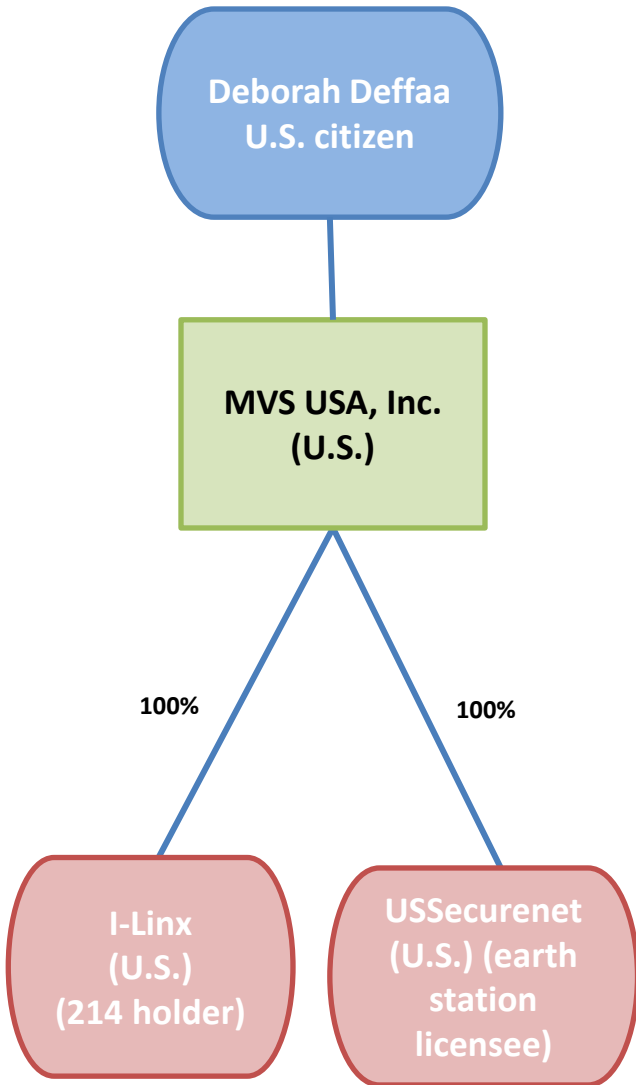 Deborah Deffaa
U.S. citizen
MVS USA, Inc.
(U.S.)
100%
100%
I-Linx
(U.S.)
(214 holder)
USSecurenet
(U.S.) (earth
station
licensee)